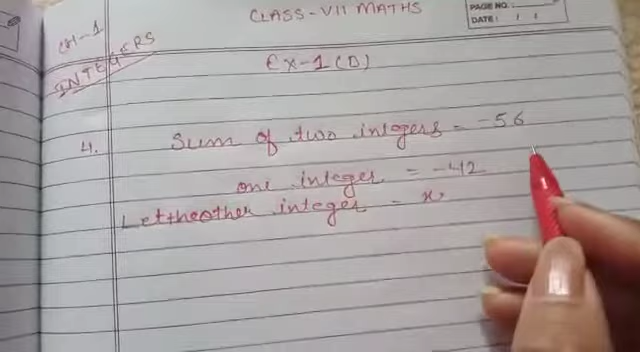 CLASS-VII MATHS
PAGE NO.:
DATE: / /
CH-1
INTEGERS
EX-1(D)
4. Sum of two integers = -56
one integer = -42
Let the other integer = x,